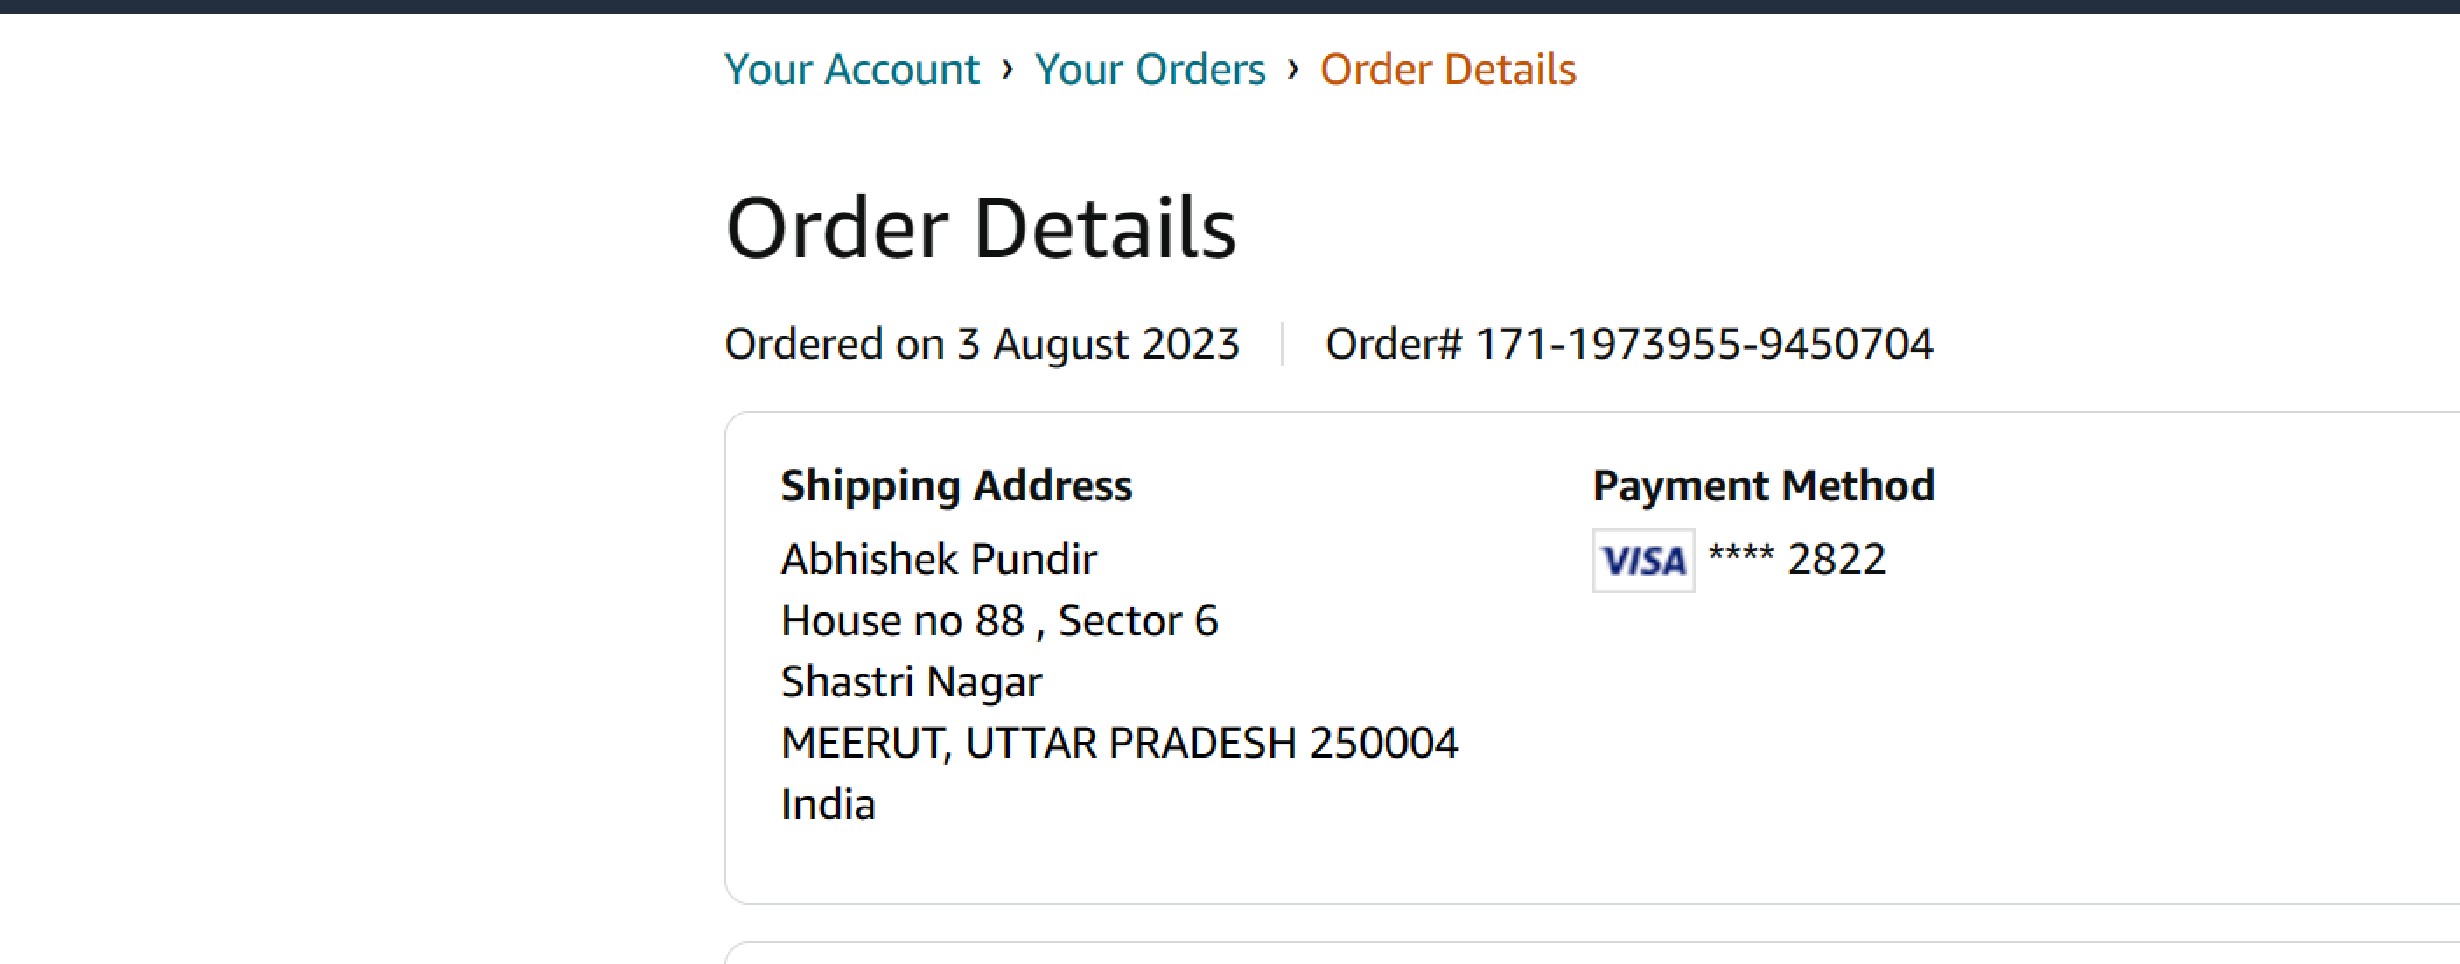 Your Account › Your Orders › Order Details
Order Details
Ordered on 3 August 2023 | Order# 171-1973955-9450704
Shipping Address
Abhishek Pundir
House no 88 , Sector 6
Shastri Nagar
MEERUT, UTTAR PRADESH 250004
India
Payment Method
VISA **** 2822